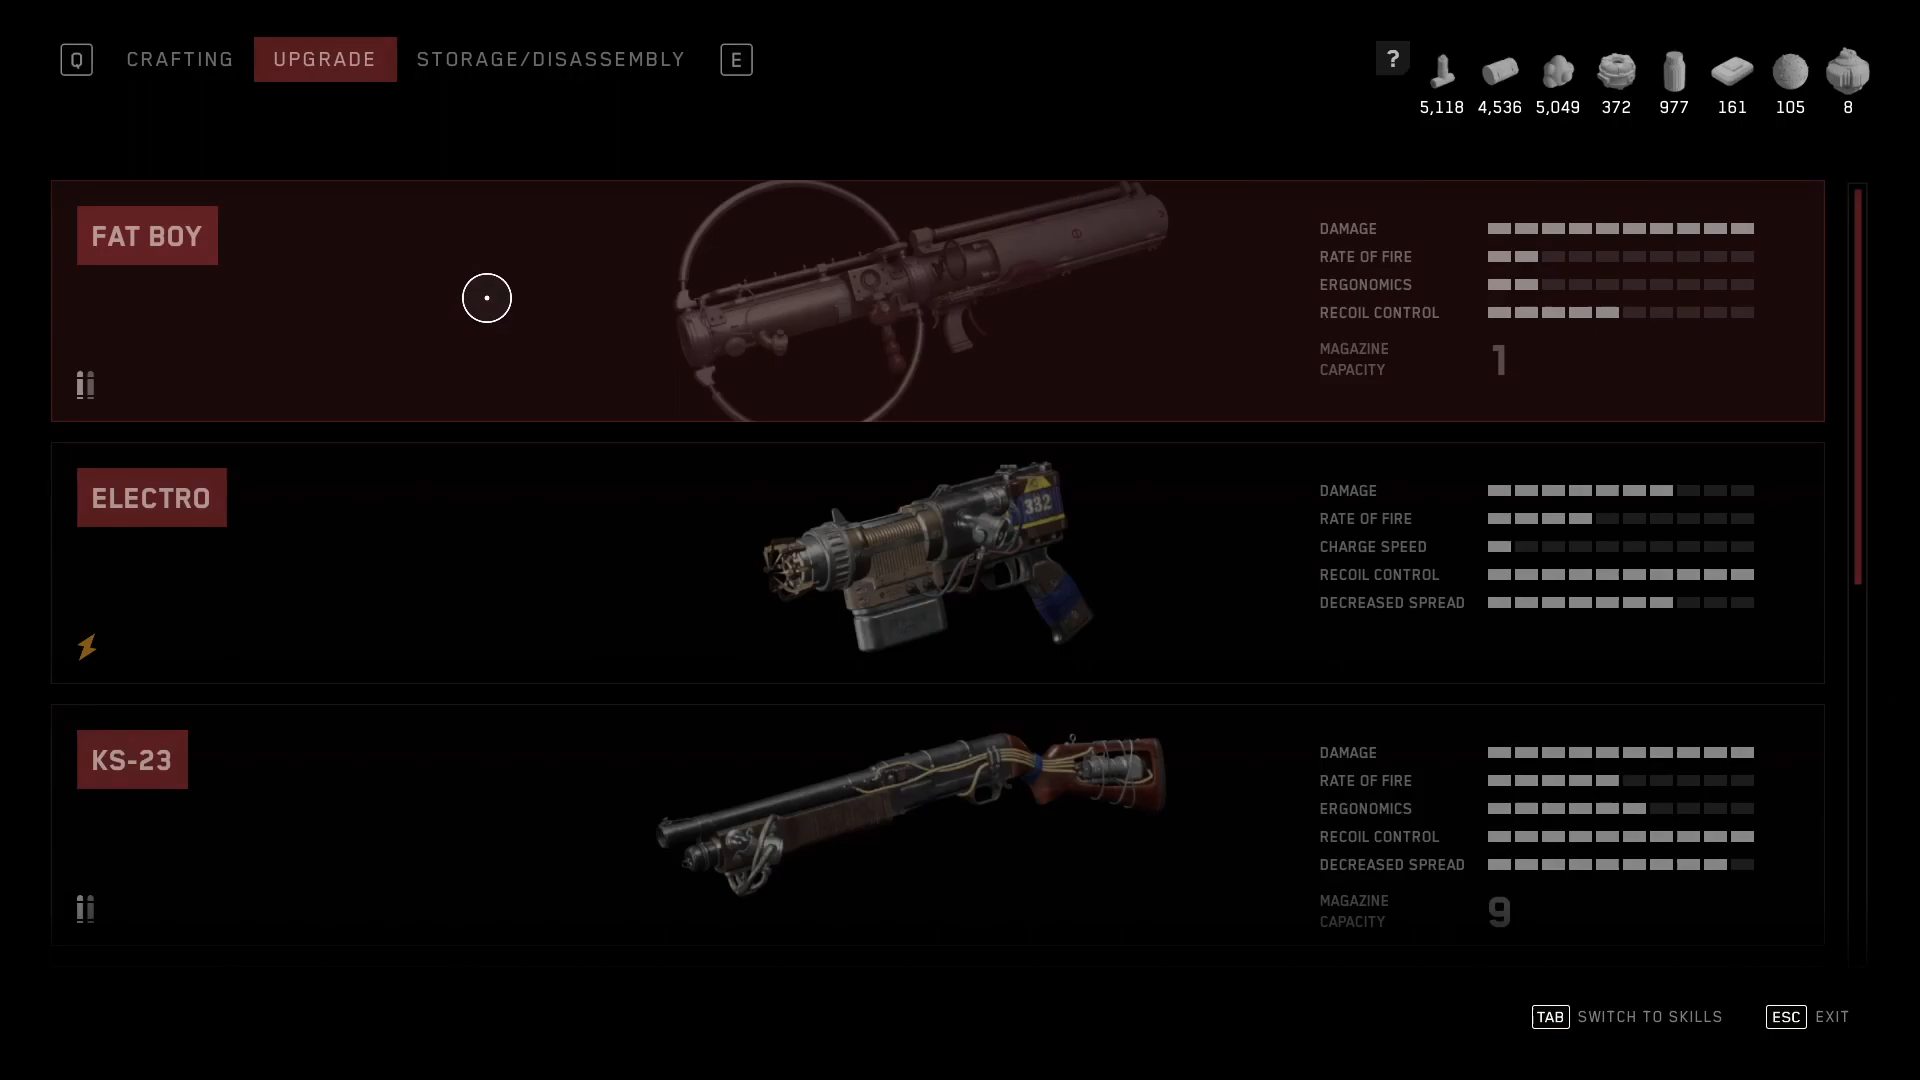 Q CRAFTING UPGRADE STORAGE/DISASSEMBLY E
?
5,118 4,536 5,049 372 977 161 105 8
FAT BOY
DAMAGE
RATE OF FIRE
ERGONOMICS
RECOIL CONTROL
MAGAZINE
CAPACITY
1
ELECTRO
332
DAMAGE
RATE OF FIRE
CHARGE SPEED
RECOIL CONTROL
DECREASED SPREAD
KS-23
DAMAGE
RATE OF FIRE
ERGONOMICS
RECOIL CONTROL
DECREASED SPREAD
MAGAZINE
CAPACITY
9
TAB SWITCH TO SKILLS ESC EXIT